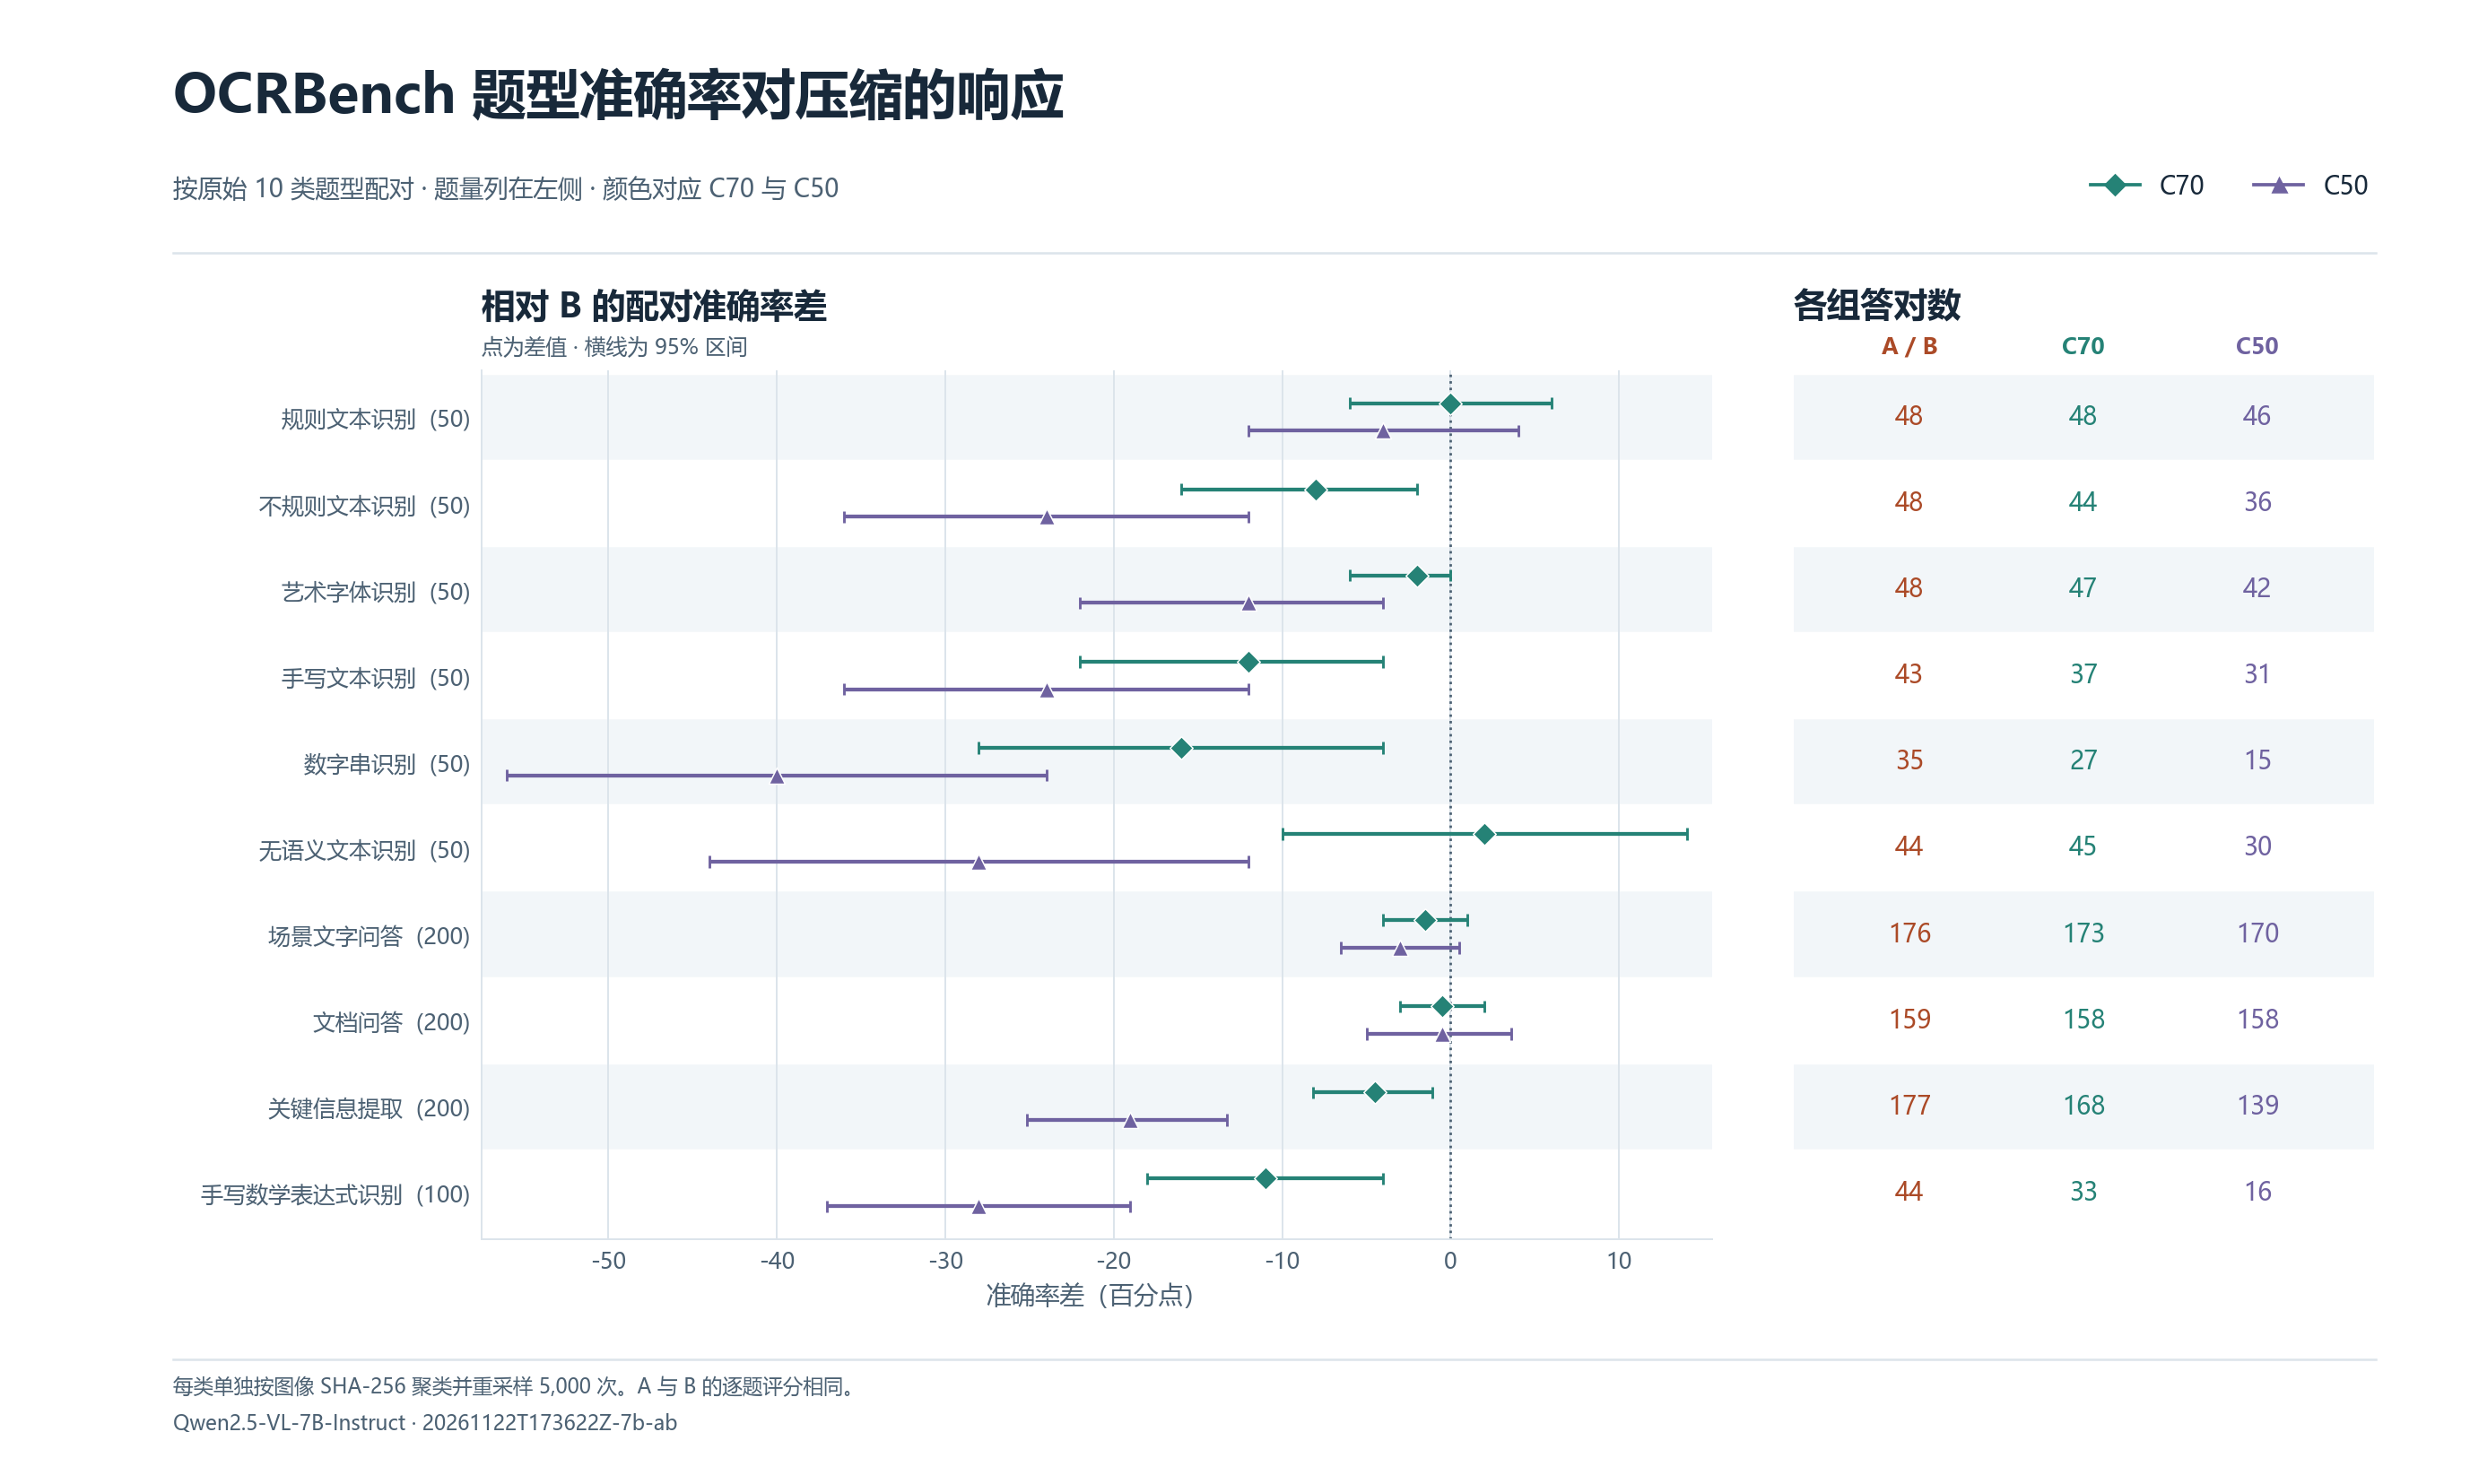 OCRBench 题型准确率对压缩的响应
按原始 10 类题型配对 · 题量列在左侧 · 颜色对应 C70 与 C50
C70 C50
相对 B 的配对准确率差
点为差值 · 横线为 95% 区间
各组答对数
A / B C70 C50
规则文本识别 (50) 48 48 46
不规则文本识别 (50) 48 44 36
艺术字体识别 (50) 48 47 42
手写文本识别 (50) 43 37 31
数字串识别 (50) 35 27 15
无语义文本识别 (50) 44 45 30
场景文字问答 (200) 176 173 170
文档问答 (200) 159 158 158
关键信息提取 (200) 177 168 139
手写数学表达式识别 (100) 44 33 16
-50 -40 -30 -20 -10 0 10
准确率差（百分点）
每类单独按图像 SHA-256 聚类并重采样 5,000 次。A 与 B 的逐题评分相同。
Qwen2.5-VL-7B-Instruct · 20261122T173622Z-7b-ab